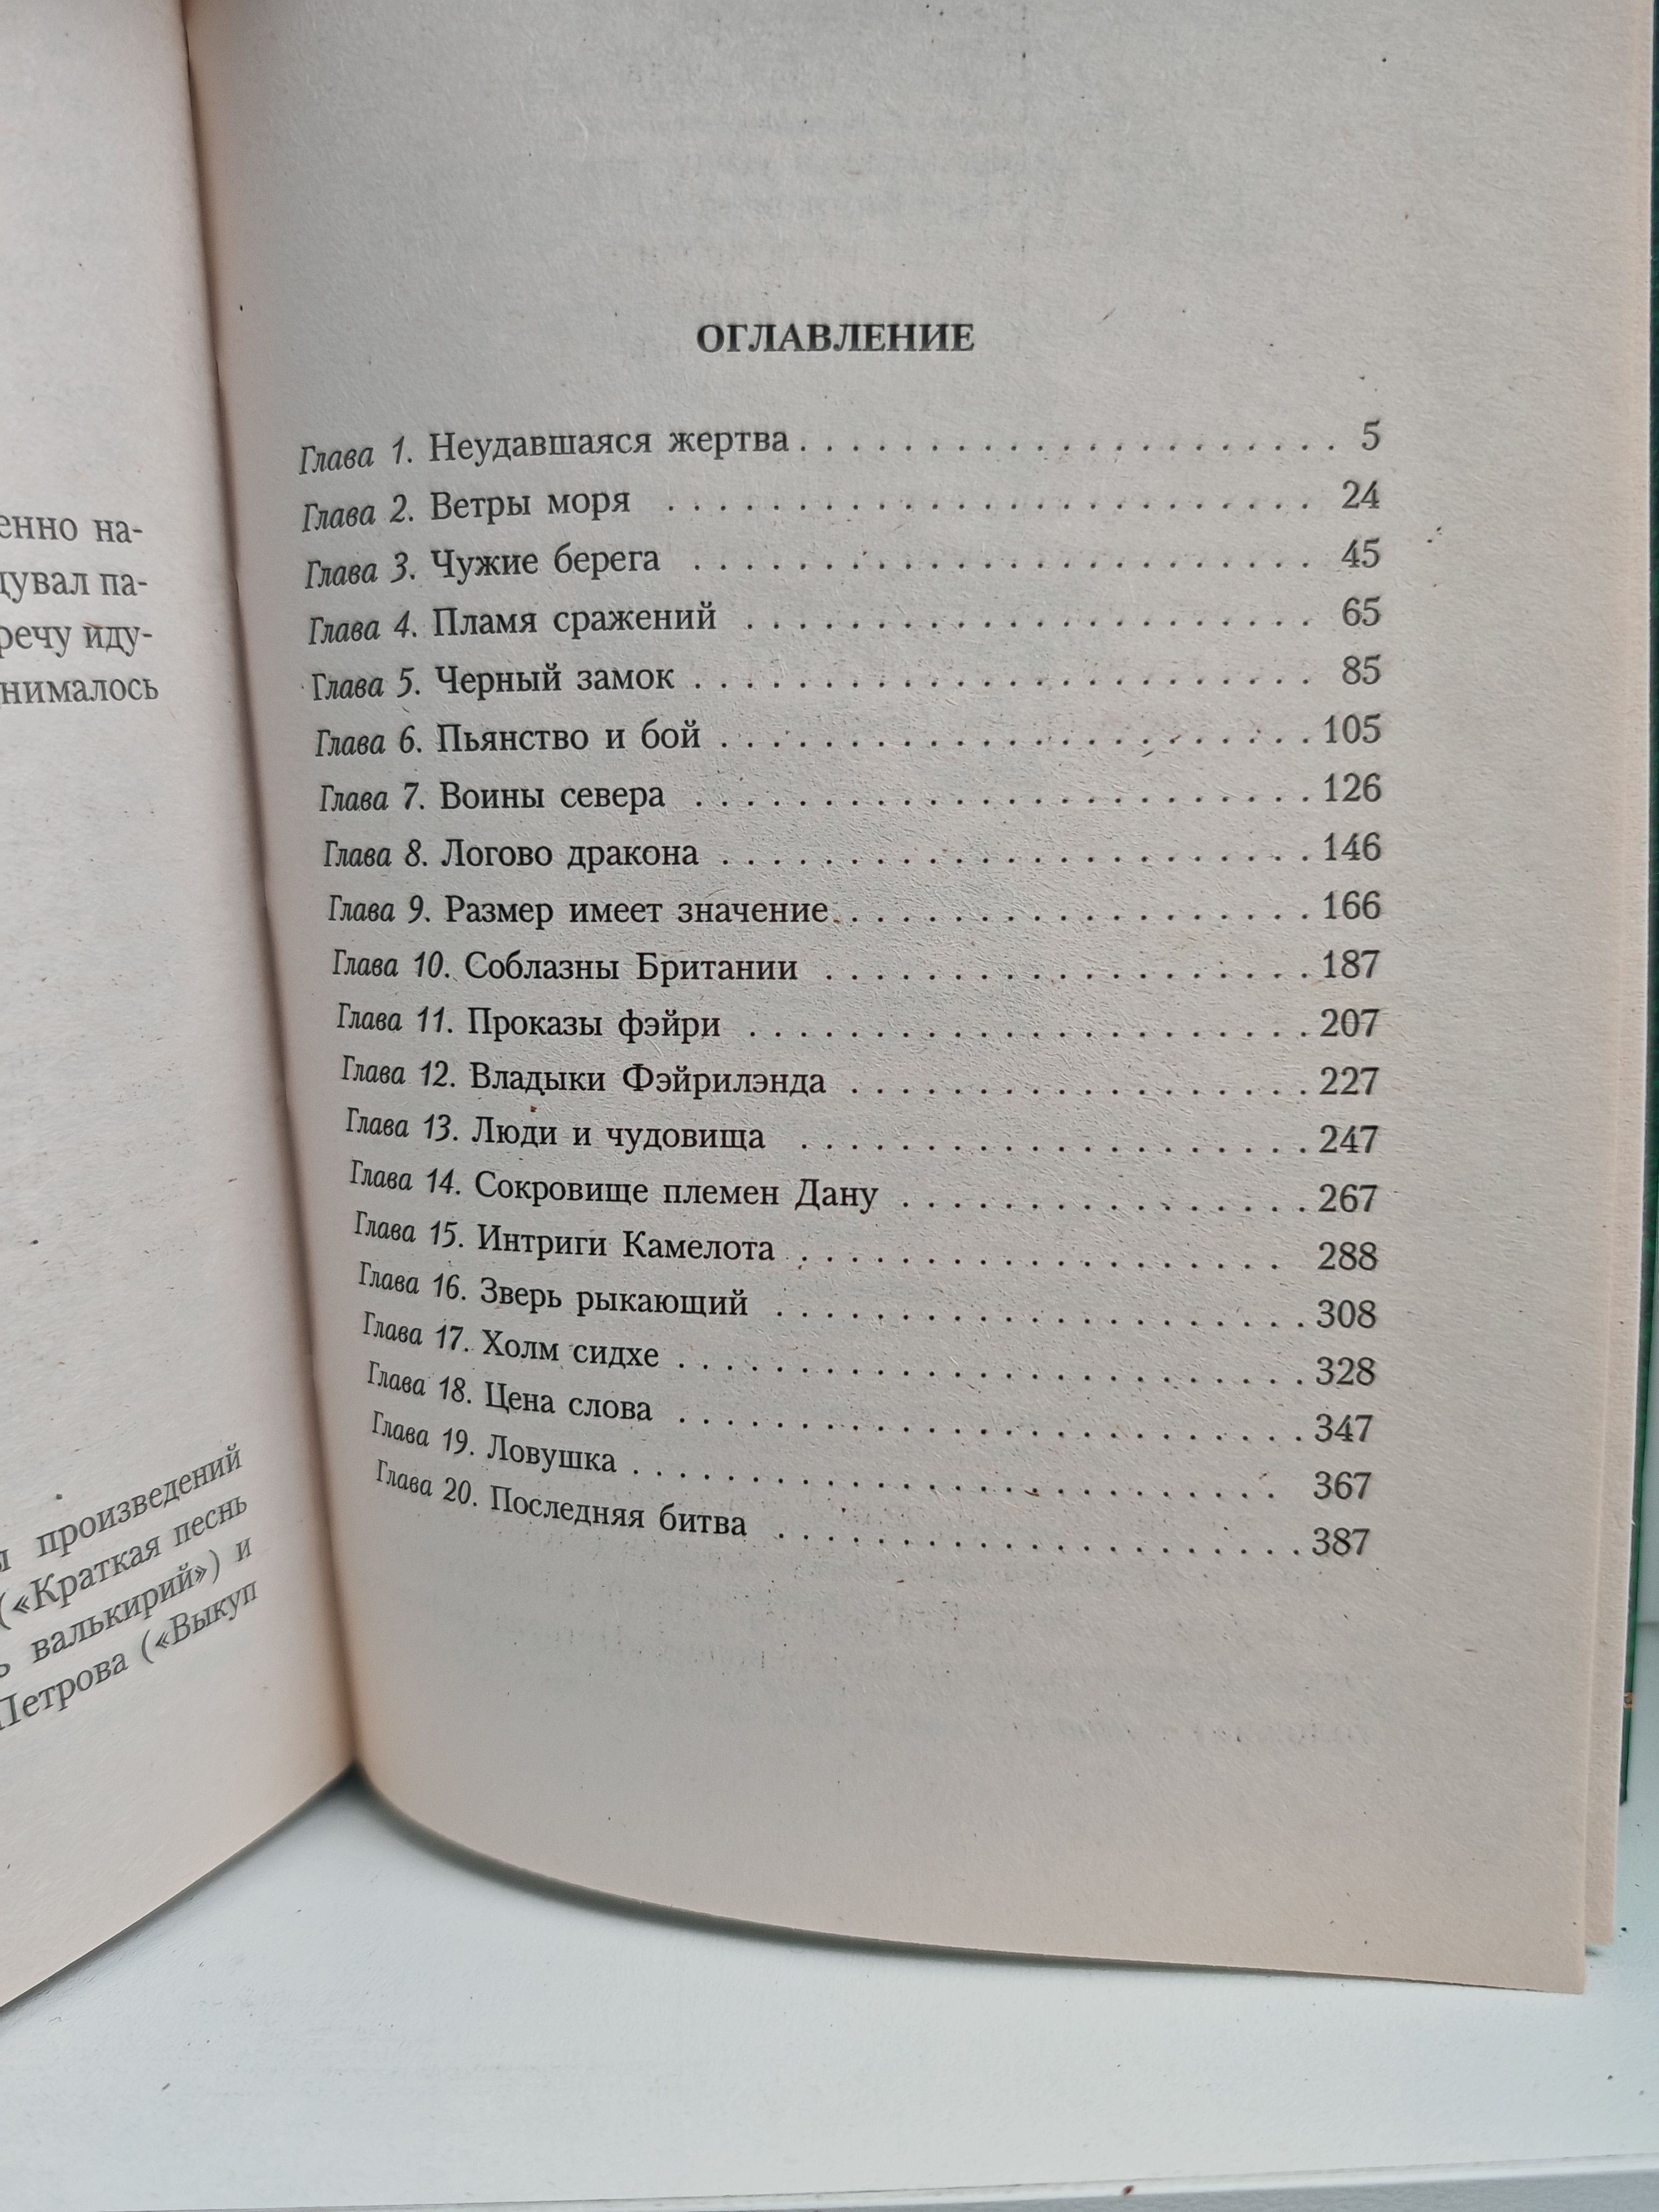 на-
па-
речу иду-
нималось
произведений
(«Краткая песнь
валькирий») и
Петрова («Выкуп
ОГЛАВЛЕНИЕ
Глава 1. Неудавшаяся жертва . . . . . . . . . . . . . . . . . . . . . 5
Глава 2. Ветры моря . . . . . . . . . . . . . . . . . . . . . . . . . 24
Глава 3. Чужие берега . . . . . . . . . . . . . . . . . . . . . . . . 45
Глава 4. Пламя сражений . . . . . . . . . . . . . . . . . . . . . . 65
Глава 5. Черный замок . . . . . . . . . . . . . . . . . . . . . . . . 85
Глава 6. Пьянство и бой . . . . . . . . . . . . . . . . . . . . . . . 105
Глава 7. Воины севера . . . . . . . . . . . . . . . . . . . . . . . . 126
Глава 8. Логово дракона . . . . . . . . . . . . . . . . . . . . . . . 146
Глава 9. Размер имеет значение . . . . . . . . . . . . . . . . . . 166
Глава 10. Соблазны Британии . . . . . . . . . . . . . . . . . . . 187
Глава 11. Проказы фэйри . . . . . . . . . . . . . . . . . . . . . . 207
Глава 12. Владыки Фэйрилэнда . . . . . . . . . . . . . . . . . . 227
Глава 13. Люди и чудовища . . . . . . . . . . . . . . . . . . . . 247
Глава 14. Сокровище племен Дану . . . . . . . . . . . . . . . . 267
Глава 15. Интриги Камелота . . . . . . . . . . . . . . . . . . . 288
Глава 16. Зверь рыкающий . . . . . . . . . . . . . . . . . . . . . 308
Глава 17. Холм сидхе . . . . . . . . . . . . . . . . . . . . . . . . . 328
Глава 18. Цена слова . . . . . . . . . . . . . . . . . . . . . . . . . 347
Глава 19. Ловушка . . . . . . . . . . . . . . . . . . . . . . . . . . 367
Глава 20. Последняя битва . . . . . . . . . . . . . . . . . . . . . 387